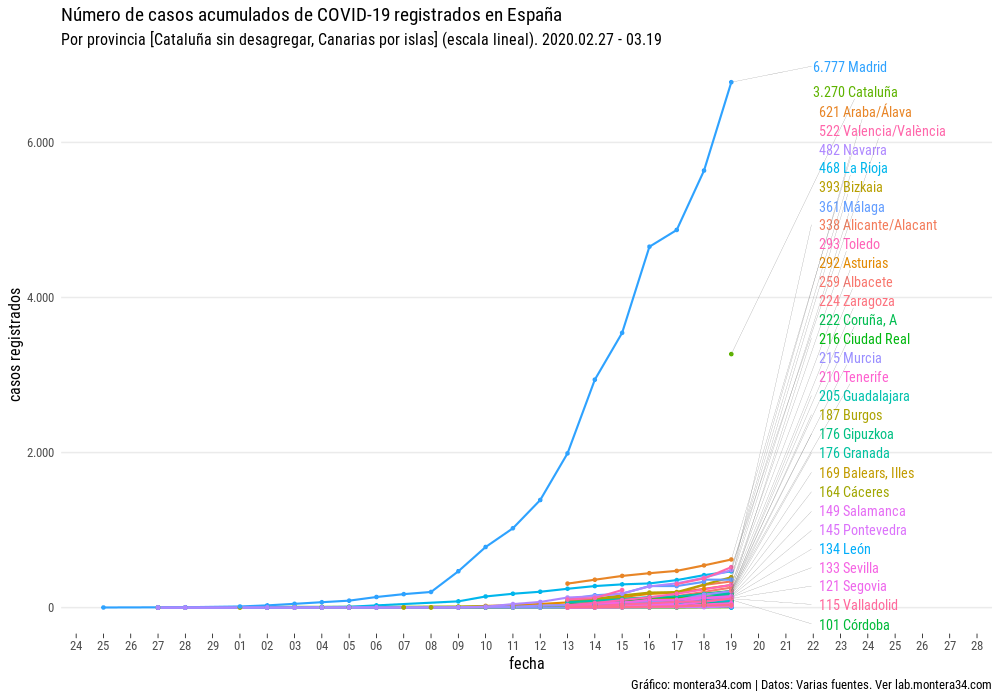 Número de casos acumulados de COVID-19 registrados en España
Por provincia [Cataluña sin desagregar, Canarias por islas] (escala lineal). 2020.02.27 - 03.19
6.777 Madrid
3.270 Cataluña
621 Araba/Álava
522 Valencia/València
482 Navarra
468 La Rioja
393 Bizkaia
361 Málaga
338 Alicante/Alacant
293 Toledo
292 Asturias
259 Albacete
224 Zaragoza
222 Coruña, A
216 Ciudad Real
215 Murcia
210 Tenerife
205 Guadalajara
187 Burgos
176 Gipuzkoa
176 Granada
169 Balears, Illes
164 Cáceres
149 Salamanca
145 Pontevedra
134 León
133 Sevilla
121 Segovia
115 Valladolid
101 Córdoba
casos registrados
6.000
4.000
2.000
0
24 25 26 27 28 29 01 02 03 04 05 06 07 08 09 10 11 12 13 14 15 16 17 18 19 20 21 22 23 24 25 26 27 28
fecha
Gráfico: montera34.com | Datos: Varias fuentes. Ver lab.montera34.com